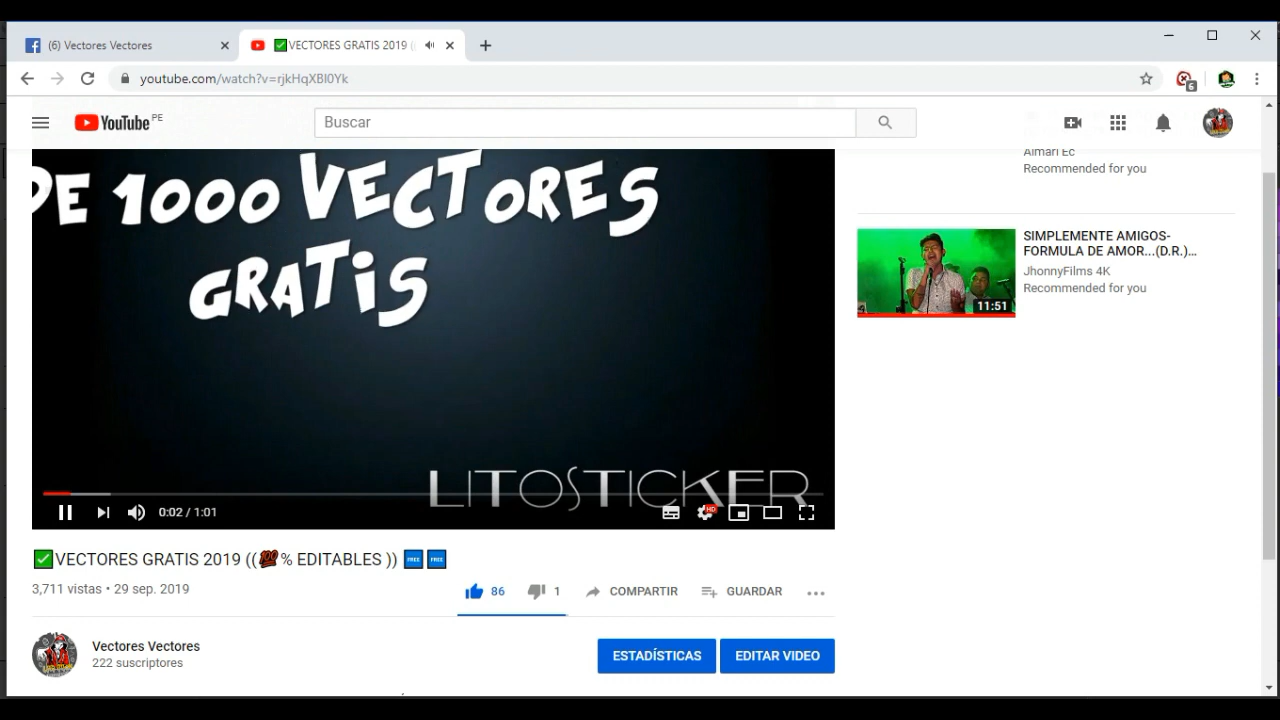 (6) Vectores Vectores
✅VECTORES GRATIS 2019 (
youtube.com/watch?v=rjkHqXBI0Yk
6
YouTube PE
Buscar
Aimari Ec
Recommended for you
DE 1000 VECTORES
GRATIS
SIMPLEMENTE AMIGOS-
FORMULA DE AMOR...(D.R.)...
JhonnyFilms 4K
Recommended for you
11:51
LITOSTICKER
0:02 / 1:01
HD
✅VECTORES GRATIS 2019 ((💯% EDITABLES )) 🆓🆓
3,711 vistas • 29 sep. 2019
86
1
COMPARTIR
GUARDAR
Vectores Vectores
222 suscriptores
ESTADÍSTICAS
EDITAR VIDEO